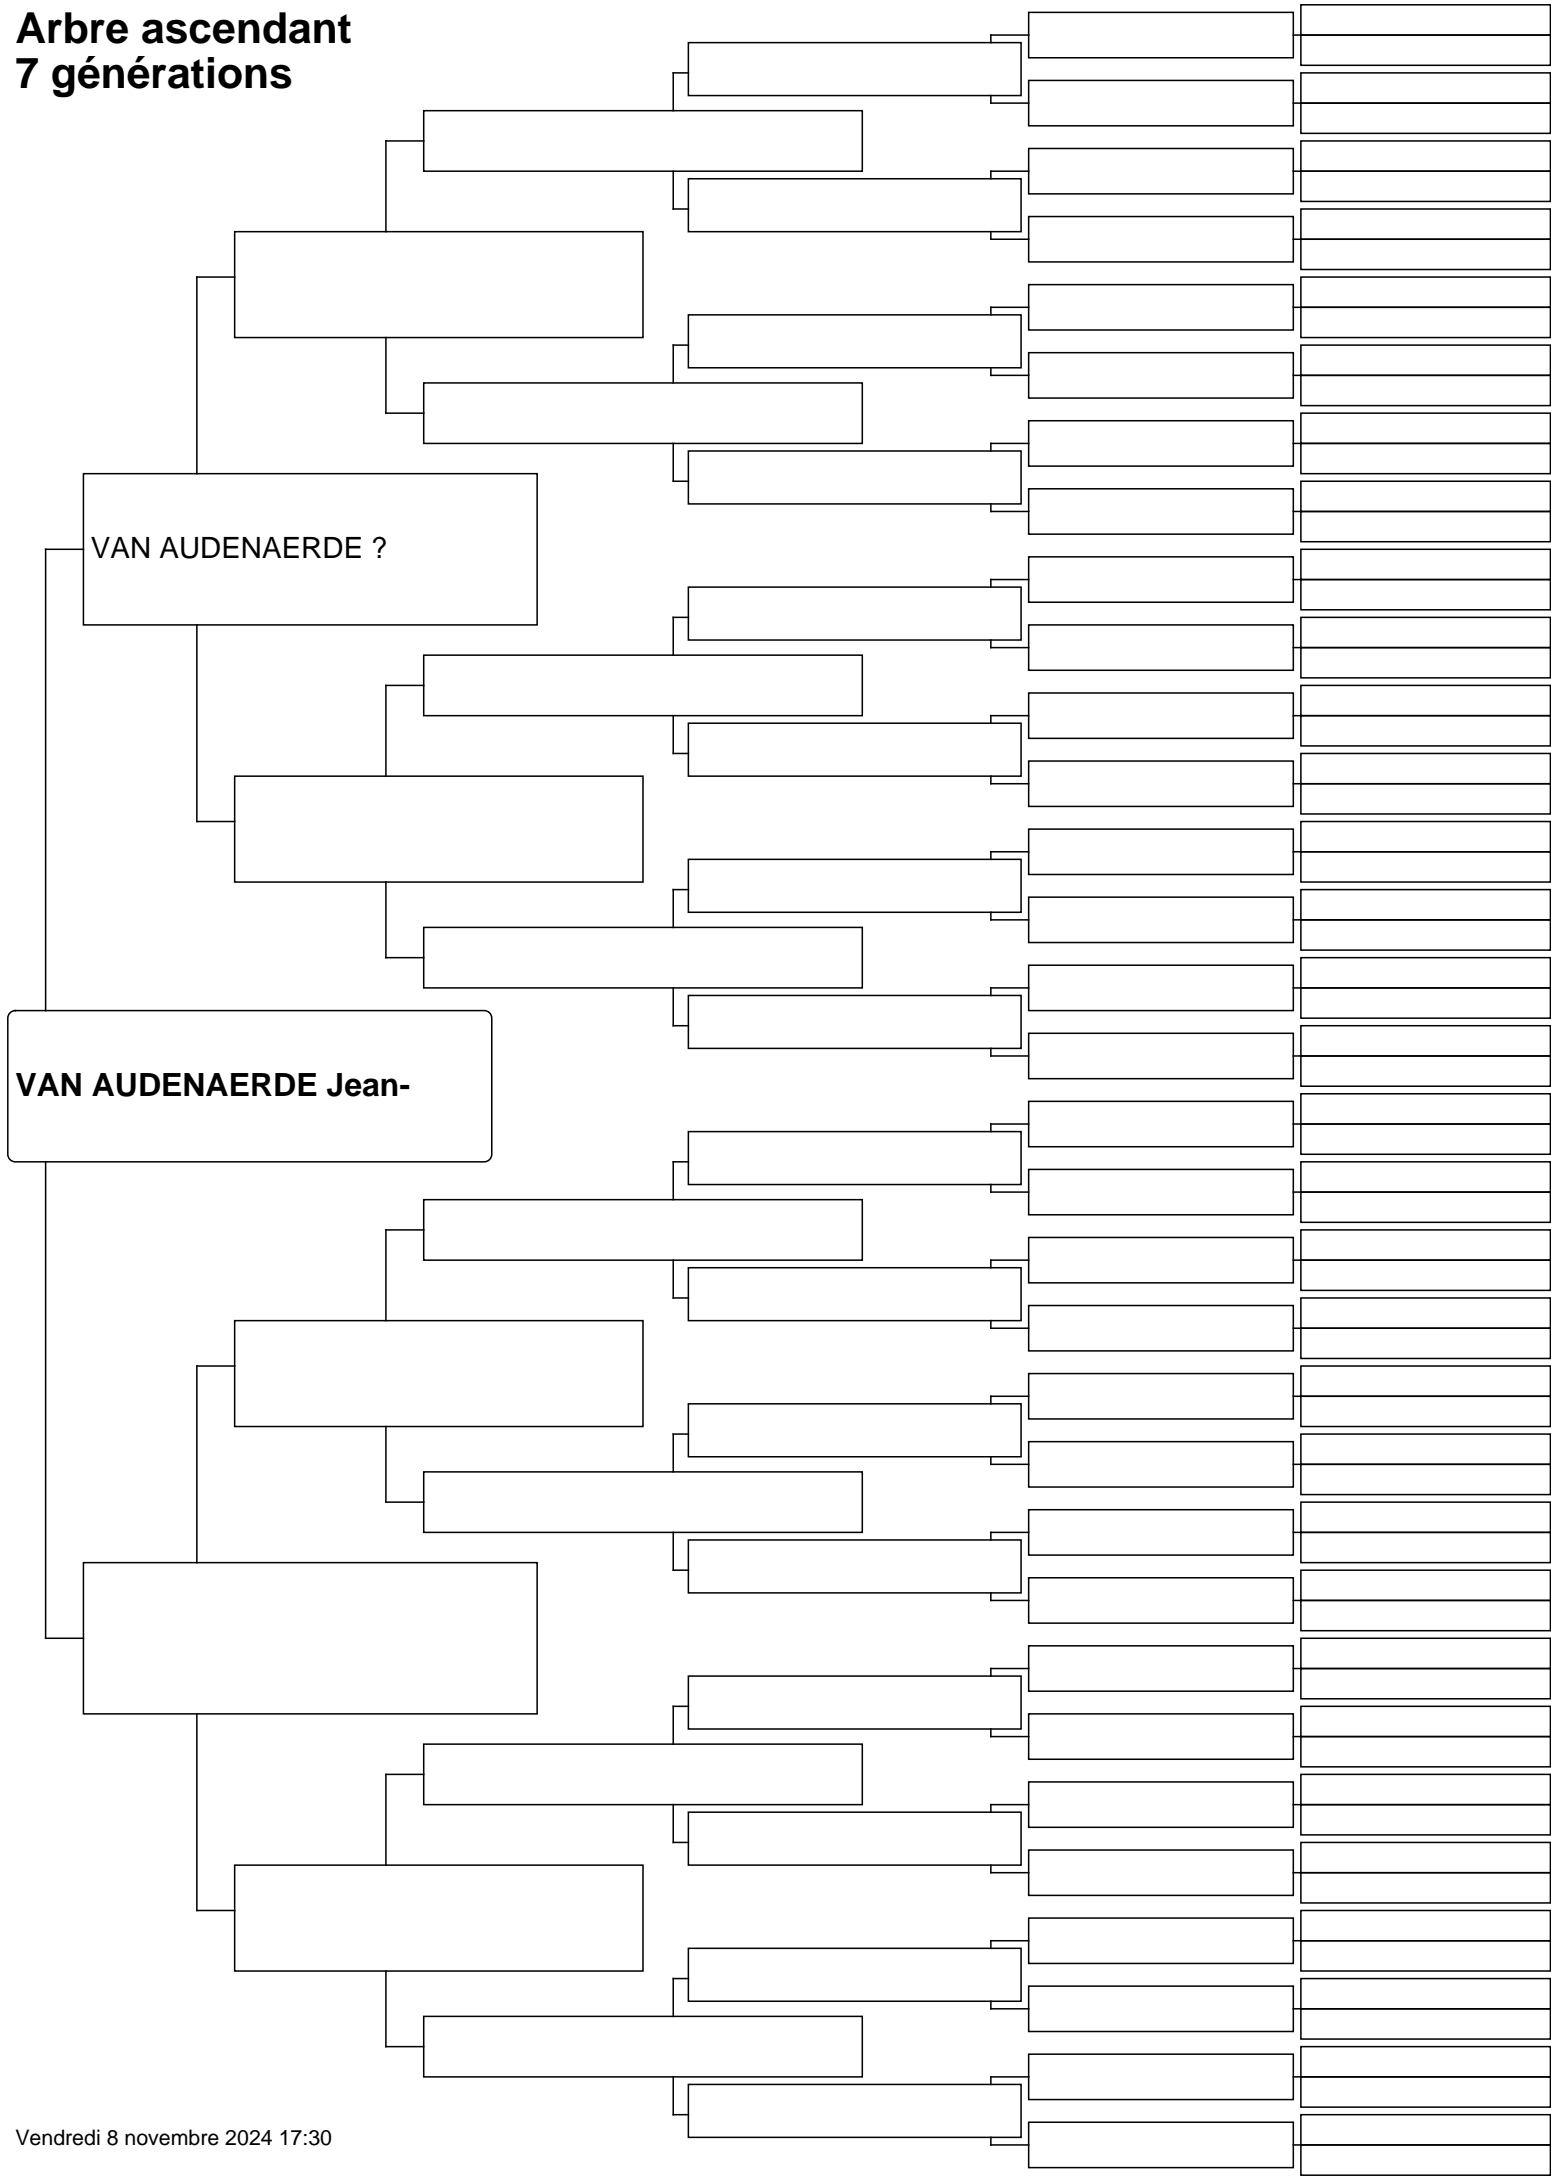 Arbre ascendant
7 générations
VAN AUDENAERDE ?
VAN AUDENAERDE Jean-
Vendredi 8 novembre 2024 17:30